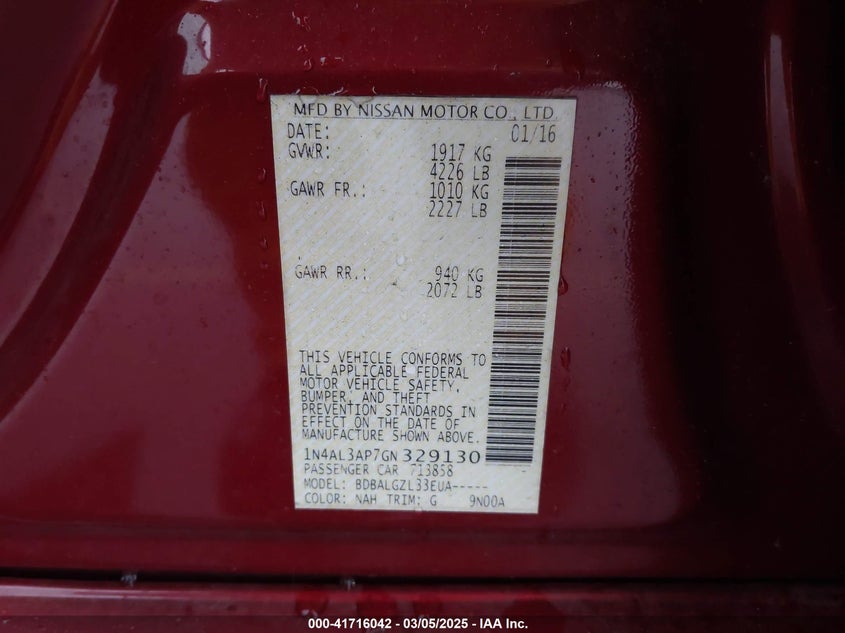 MFD BY NISSAN MOTOR CO., LTD
DATE: 01/16
GVWR: 1917 KG
4226 LB
GAWR FR.: 1010 KG
2227 LB
GAWR RR.: 940 KG
2072 LB
THIS VEHICLE CONFORMS TO
ALL APPLICABLE FEDERAL
MOTOR VEHICLE SAFETY,
BUMPER, AND THEFT
PREVENTION STANDARDS IN
EFFECT ON THE DATE OF
MANUFACTURE SHOWN ABOVE.
1N4AL3AP7GN329130
PASSENGER CAR 713858
MODEL: BDBALGZL33EUA-----
COLOR: NAH TRIM: G 9N00A
000-41716042 — 03/05/2025 — IAA Inc.